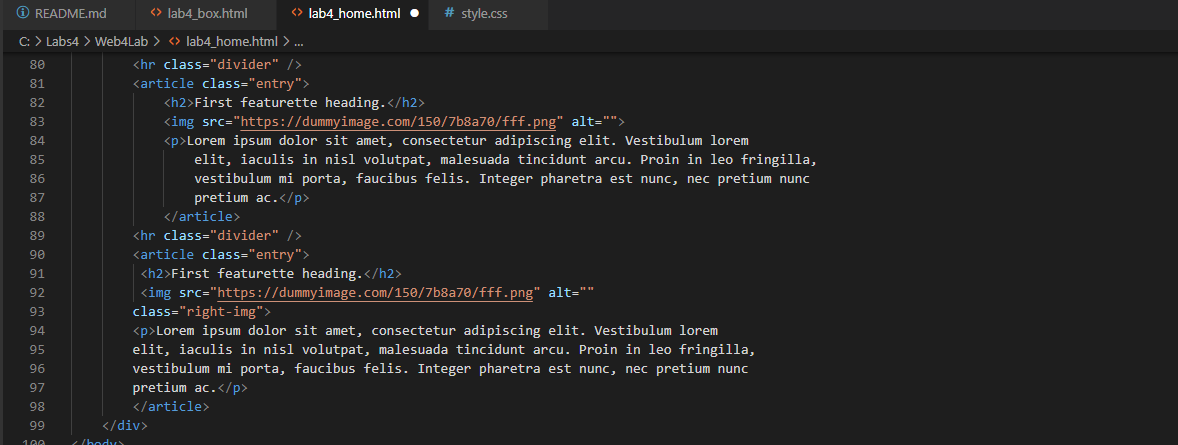 README.md lab4_box.html lab4_home.html # style.css
C: > Labs4 > Web4Lab > lab4_home.html > ...
80 <hr class="divider" />
81 <article class="entry">
82 <h2>First featurette heading.</h2>
83 <img src="https://dummyimage.com/150/7b8a70/fff.png" alt="">
84 <p>Lorem ipsum dolor sit amet, consectetur adipiscing elit. Vestibulum lorem
85 elit, iaculis in nisl volutpat, malesuada tincidunt arcu. Proin in leo fringilla,
86 vestibulum mi porta, faucibus felis. Integer pharetra est nunc, nec pretium nunc
87 pretium ac.</p>
88 </article>
89 <hr class="divider" />
90 <article class="entry">
91 <h2>First featurette heading.</h2>
92 <img src="https://dummyimage.com/150/7b8a70/fff.png" alt=""
93 class="right-img">
94 <p>Lorem ipsum dolor sit amet, consectetur adipiscing elit. Vestibulum lorem
95 elit, iaculis in nisl volutpat, malesuada tincidunt arcu. Proin in leo fringilla,
96 vestibulum mi porta, faucibus felis. Integer pharetra est nunc, nec pretium nunc
97 pretium ac.</p>
98 </article>
99 </div>
100 </body>